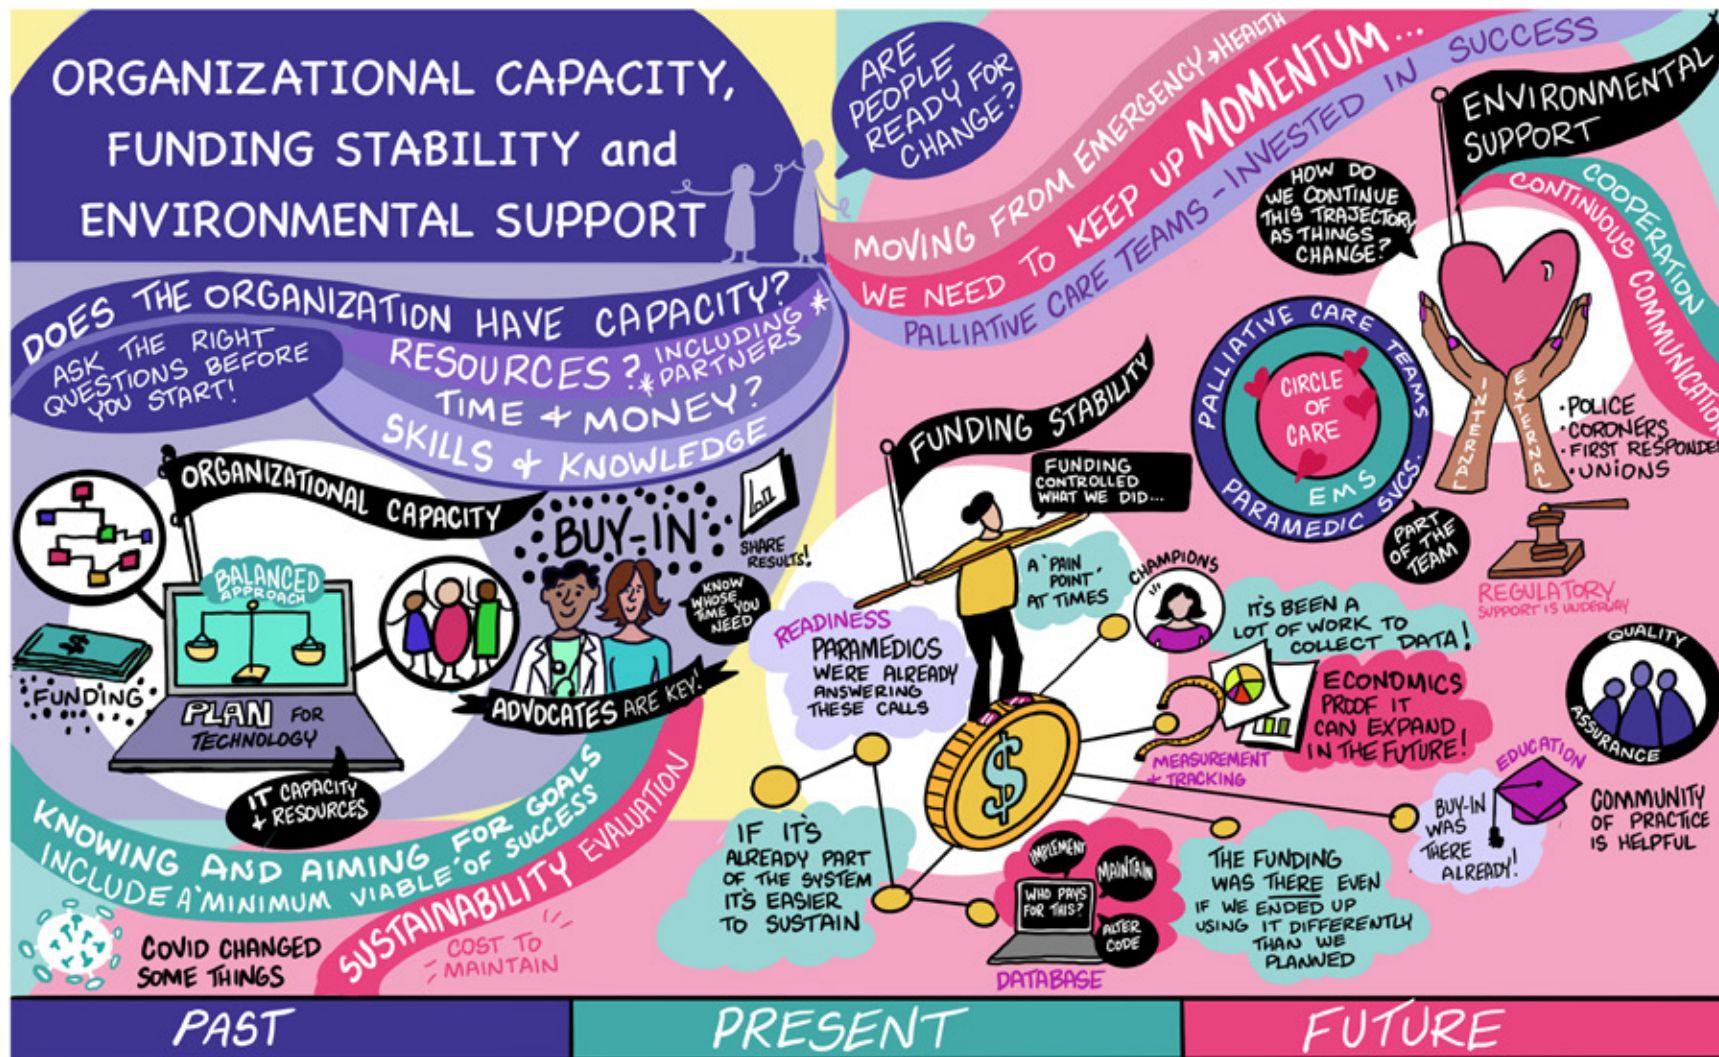 ORGANIZATIONAL CAPACITY,
FUNDING STABILITY and
ENVIRONMENTAL SUPPORT
ARE
PEOPLE
READY FOR
CHANGE?
MOVING FROM EMERGENCY → HEALTH
WE NEED TO KEEP UP MOMENTUM...
PALLIATIVE CARE TEAMS - INVESTED IN SUCCESS
DOES THE ORGANIZATION HAVE CAPACITY?
RESOURCES? * INCLUDING *
PARTNERS
TIME + MONEY?
SKILLS & KNOWLEDGE
ASK THE RIGHT
QUESTIONS BEFORE
YOU START!
ORGANIZATIONAL CAPACITY
BALANCED
APPROACH
FUNDING
PLAN FOR
TECHNOLOGY
IT CAPACITY
+ RESOURCES
BUY-IN
SHARE
RESULTS!
KNOW
WHOSE
TIME YOU
NEED
ADVOCATES ARE KEY!
KNOWING AND AIMING FOR GOALS
INCLUDE A "MINIMUM VIABLE" OF SUCCESS
SUSTAINABILITY EVALUATION
COST TO
MAINTAIN
COVID CHANGED
SOME THINGS
FUNDING STABILITY
FUNDING
CONTROLLED
WHAT WE DID...
A "PAIN
POINT"
AT TIMES
READINESS
PARAMEDICS
WERE ALREADY
ANSWERING
THESE CALLS
$
CHAMPIONS
IT'S BEEN A
LOT OF WORK TO
COLLECT DATA!
MEASUREMENT
+ TRACKING
ECONOMICS
PROOF IT
CAN EXPAND
IN THE FUTURE!
EDUCATION
BUY-IN
WAS
THERE
ALREADY!
COMMUNITY
OF PRACTICE
IS HELPFUL
QUALITY
ASSURANCE
IF IT'S
ALREADY PART
OF THE SYSTEM
IT'S EASIER
TO SUSTAIN
IMPLEMENT
MAINTAIN
WHO PAYS
FOR THIS?
ALTER
CODE
DATABASE
THE FUNDING
WAS THERE EVEN
IF WE ENDED UP
USING IT DIFFERENTLY
THAN WE
PLANNED
ENVIRONMENTAL
SUPPORT
HOW DO
WE CONTINUE
THIS TRAJECTORY
AS THINGS
CHANGE?
COOPERATION
CONTINUOUS COMMUNICATION
PALLIATIVE CARE TEAMS
PARAMEDIC SVCS.
EMS
CIRCLE
OF
CARE
PART
OF THE
TEAM
INTERNAL
EXTERNAL
• POLICE
• CORONERS
• FIRST RESPONDE
• UNIONS
REGULATORY
SUPPORT IS UNDERWAY
PAST
PRESENT
FUTURE